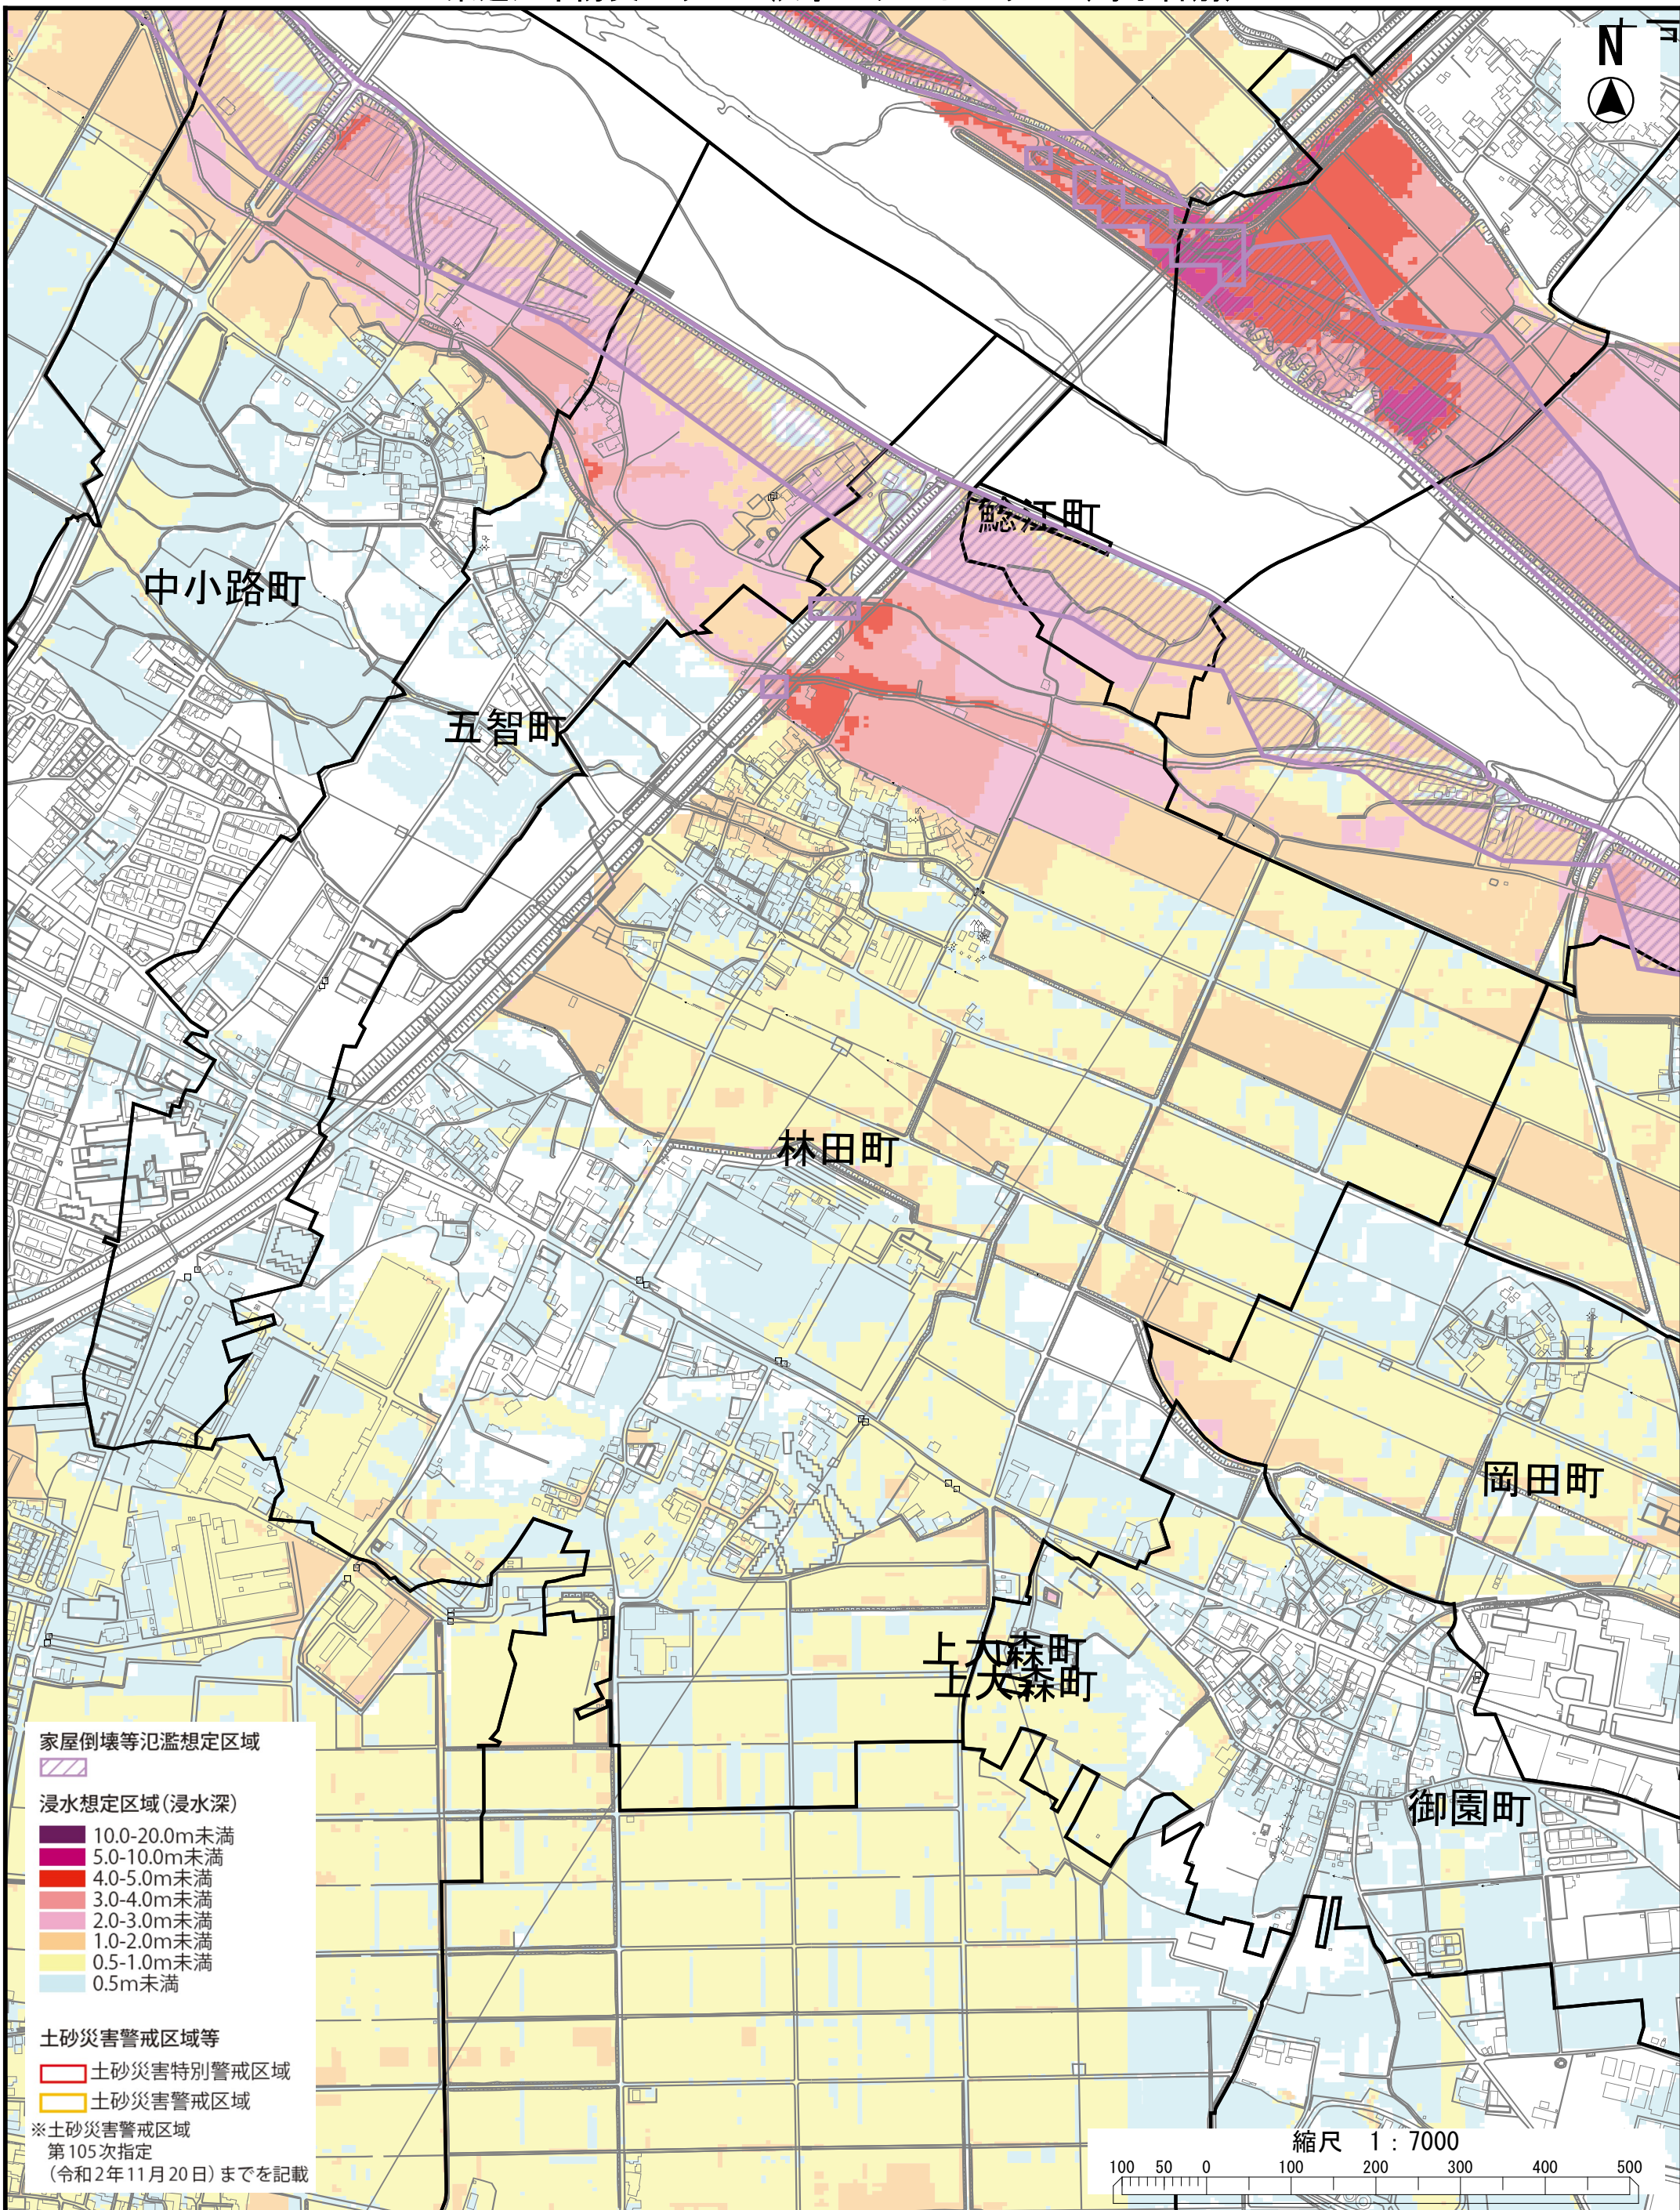 N
鯰江町
中小路町
五智町
林田町
岡田町
上大森町
上大森町
御園町
家屋倒壊等氾濫想定区域
浸水想定区域(浸水深)
10.0-20.0m未満
5.0-10.0m未満
4.0-5.0m未満
3.0-4.0m未満
2.0-3.0m未満
1.0-2.0m未満
0.5-1.0m未満
0.5m未満
土砂災害警戒区域等
土砂災害特別警戒区域
土砂災害警戒区域
※土砂災害警戒区域
第105次指定
(令和2年11月20日)までを記載
縮尺 1：7000
100 50 0 100 200 300 400 500